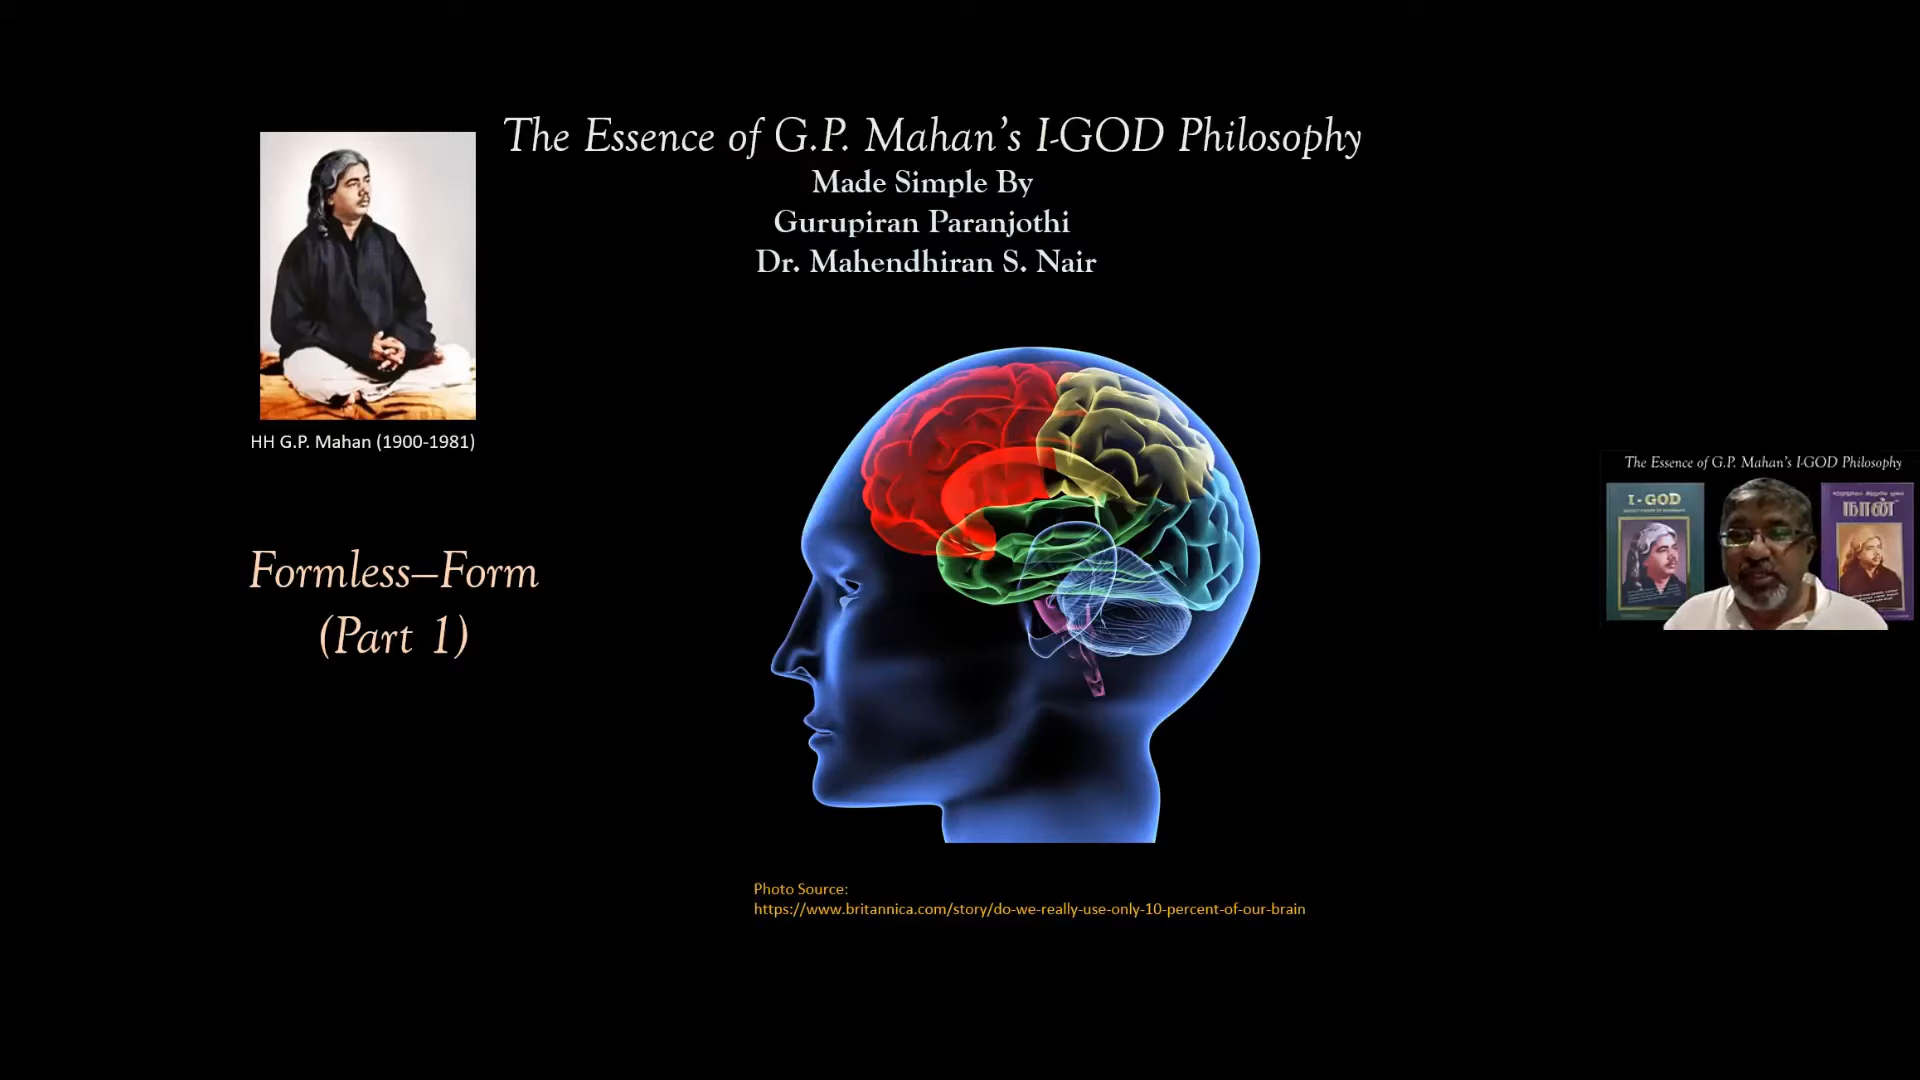 The Essence of G.P. Mahan's I-GOD Philosophy
Made Simple By
Gurupiran Paranjothi
Dr. Mahendhiran S. Nair
HH G.P. Mahan (1900-1981)
Formless–Form
(Part 1)
Photo Source:
https://www.britannica.com/story/do-we-really-use-only-10-percent-of-our-brain
The Essence of G.P. Mahan's I-GOD Philosophy
I-GOD
நான்